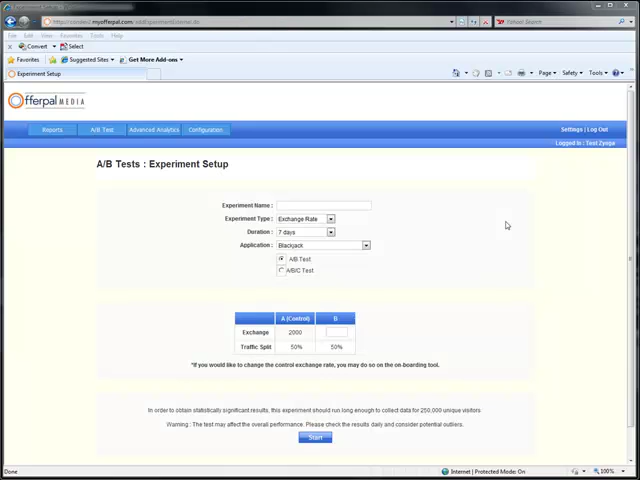 Experiment Setup
myofferpal.com
Yahoo! Search
File Edit View Favorites Tools Help
Convert Select
Favorites Suggested Sites Get More Add-ons
Experiment Setup
Page Safety Tools
Offerpal MEDIA
Reports A/B Test Advanced Analytics Configuration
Settings | Log Out
Logged In : Test Zynga
A/B Tests : Experiment Setup
Experiment Name :
Experiment Type : Exchange Rate
Duration : 7 days
Application : Blackjack
A/B Test
A/B/C Test
A (Control) B
Exchange 2000
Traffic Split 50% 50%
*If you would like to change the control exchange rate, you may do so on the on-boarding tool.
In order to obtain statistically significant results, this experiment should run long enough to collect data for 250,000 unique visitors
Warning : The test may affect the overall performance. Please check the results daily and consider potential outliers.
Start
Done
Internet | Protected Mode: On
100%